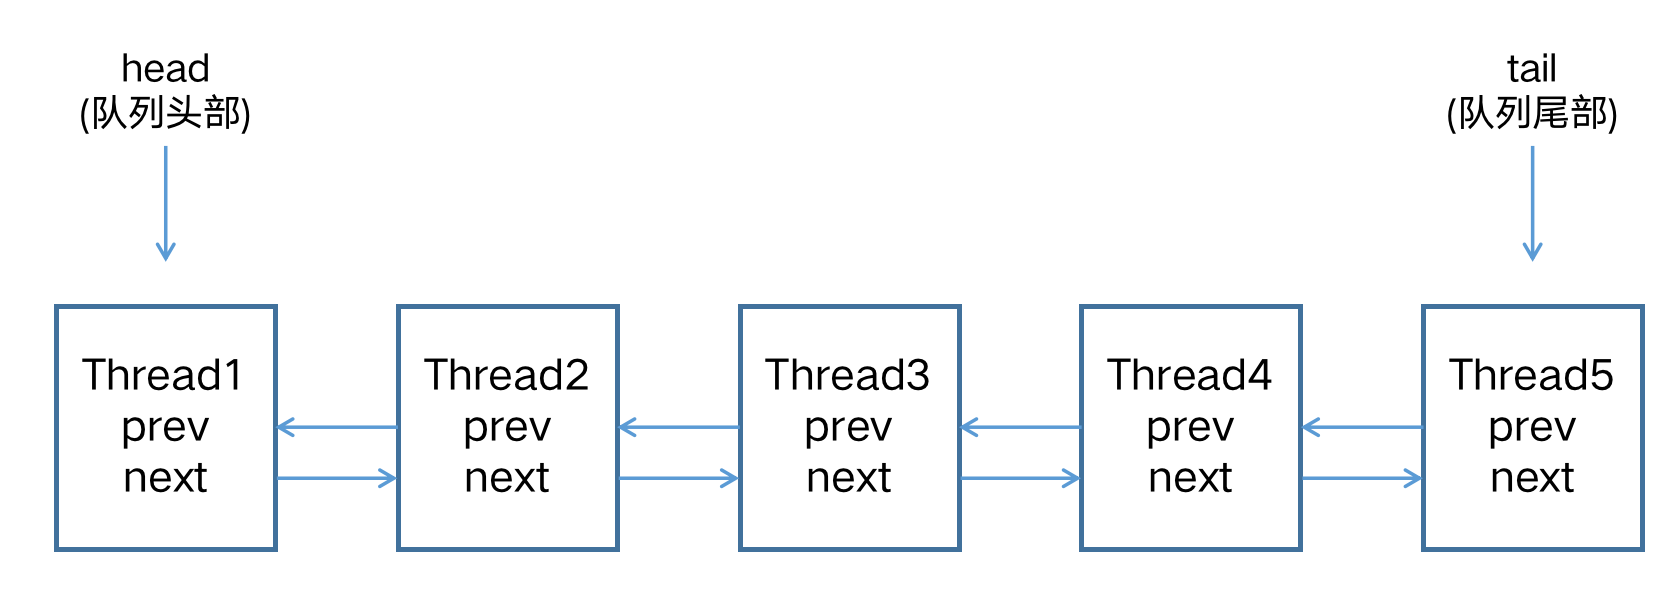 head
(队列头部)
tail
(队列尾部)
Thread1
prev
next
Thread2
prev
next
Thread3
prev
next
Thread4
prev
next
Thread5
prev
next